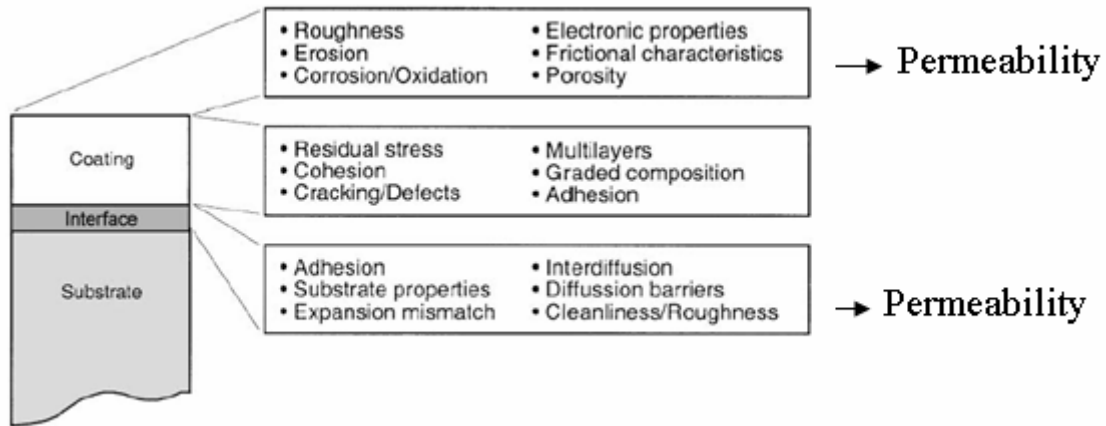 • Roughness • Electronic properties
• Erosion • Frictional characteristics
• Corrosion/Oxidation • Porosity
→ Permeability
Coating
• Residual stress • Multilayers
• Cohesion • Graded composition
• Cracking/Defects • Adhesion
Interface
Substrate
• Adhesion • Interdiffusion
• Substrate properties • Diffussion barriers
• Expansion mismatch • Cleanliness/Roughness
→ Permeability